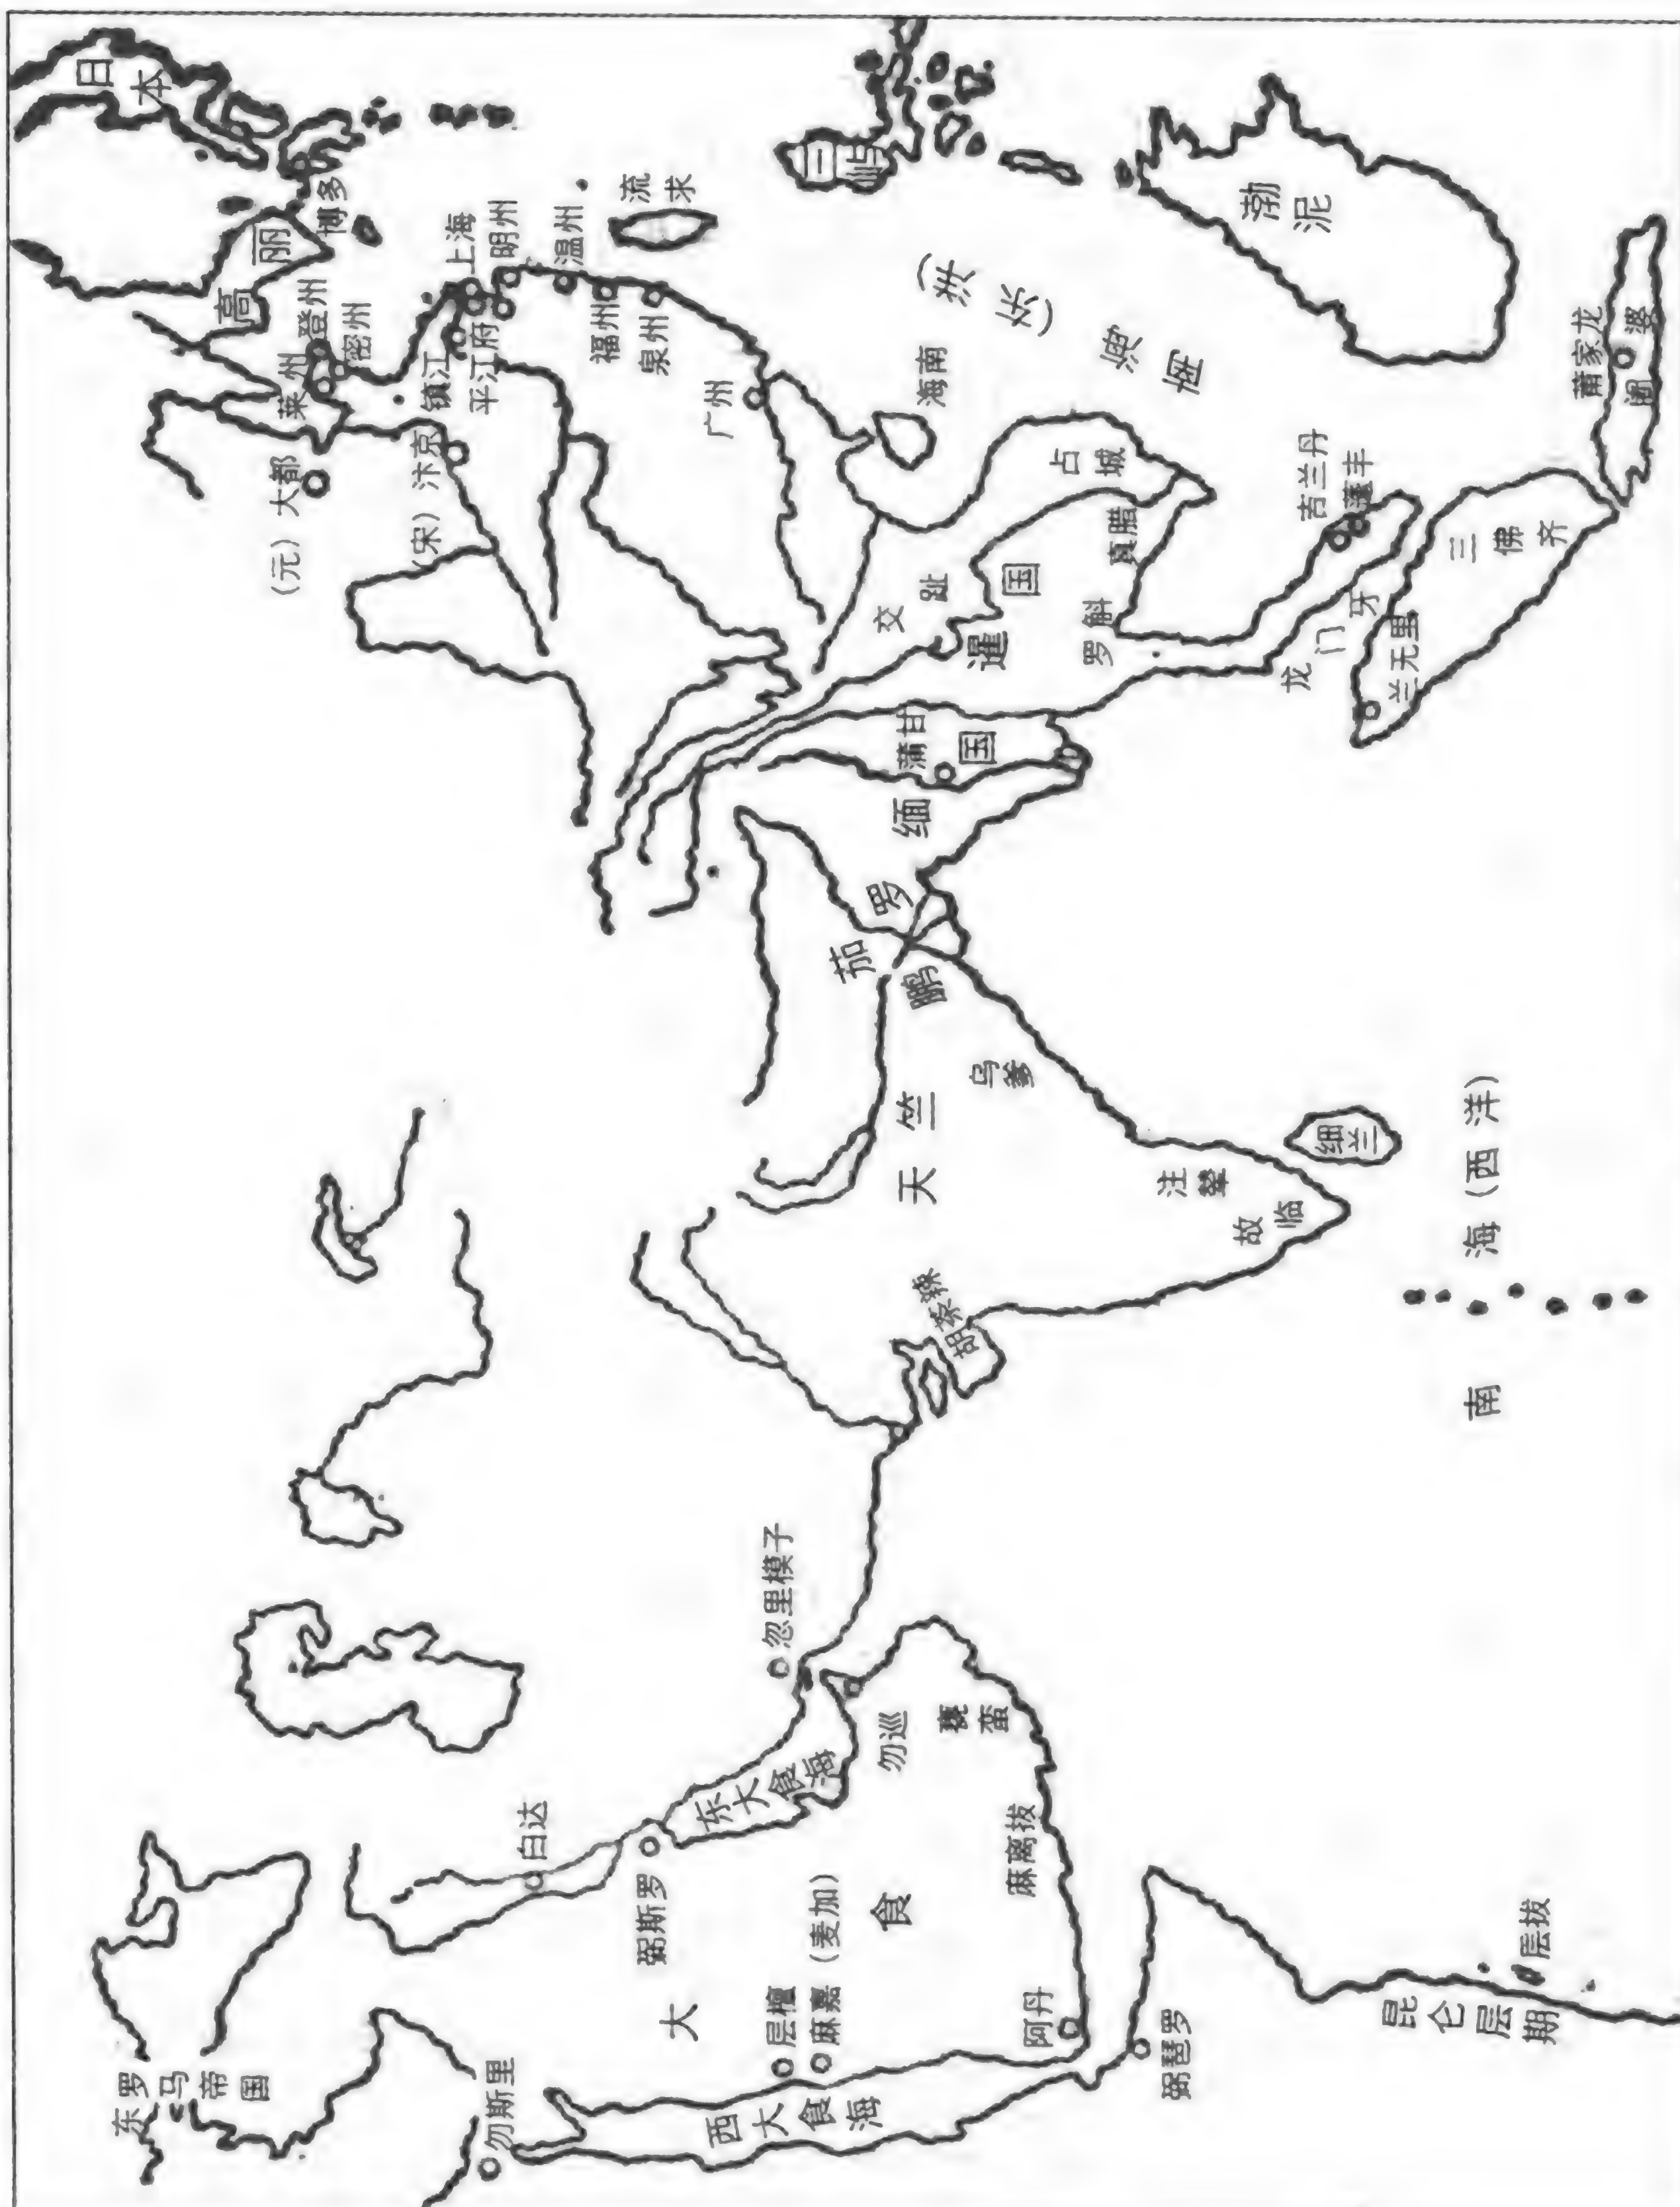 东罗马帝国
勿斯里
西大食海
大食
白达
弼斯罗
层檀
麻嘉（麦加）
阿丹
弼琶罗
昆仑层期
层拔
麻离拔
勿巡
瓮蛮
东大食海
忽里模子
胡茶辣
天竺
故临
注辇
细兰
乌爹
鹏茄罗
南海（西洋）
缅国
蒲甘
暹国
罗斛
真腊
占城
交趾
龙牙门
兰无里
三佛齐
吉兰丹
蓬丰
莆家龙
阇婆
渤泥
三屿
涨海
（东洋）
海南
广州
泉州
福州
温州
明州
上海
平江府
镇江
（宋）汴京
（元）大都
莱州
登州
密州
高丽
博多
日本
流求